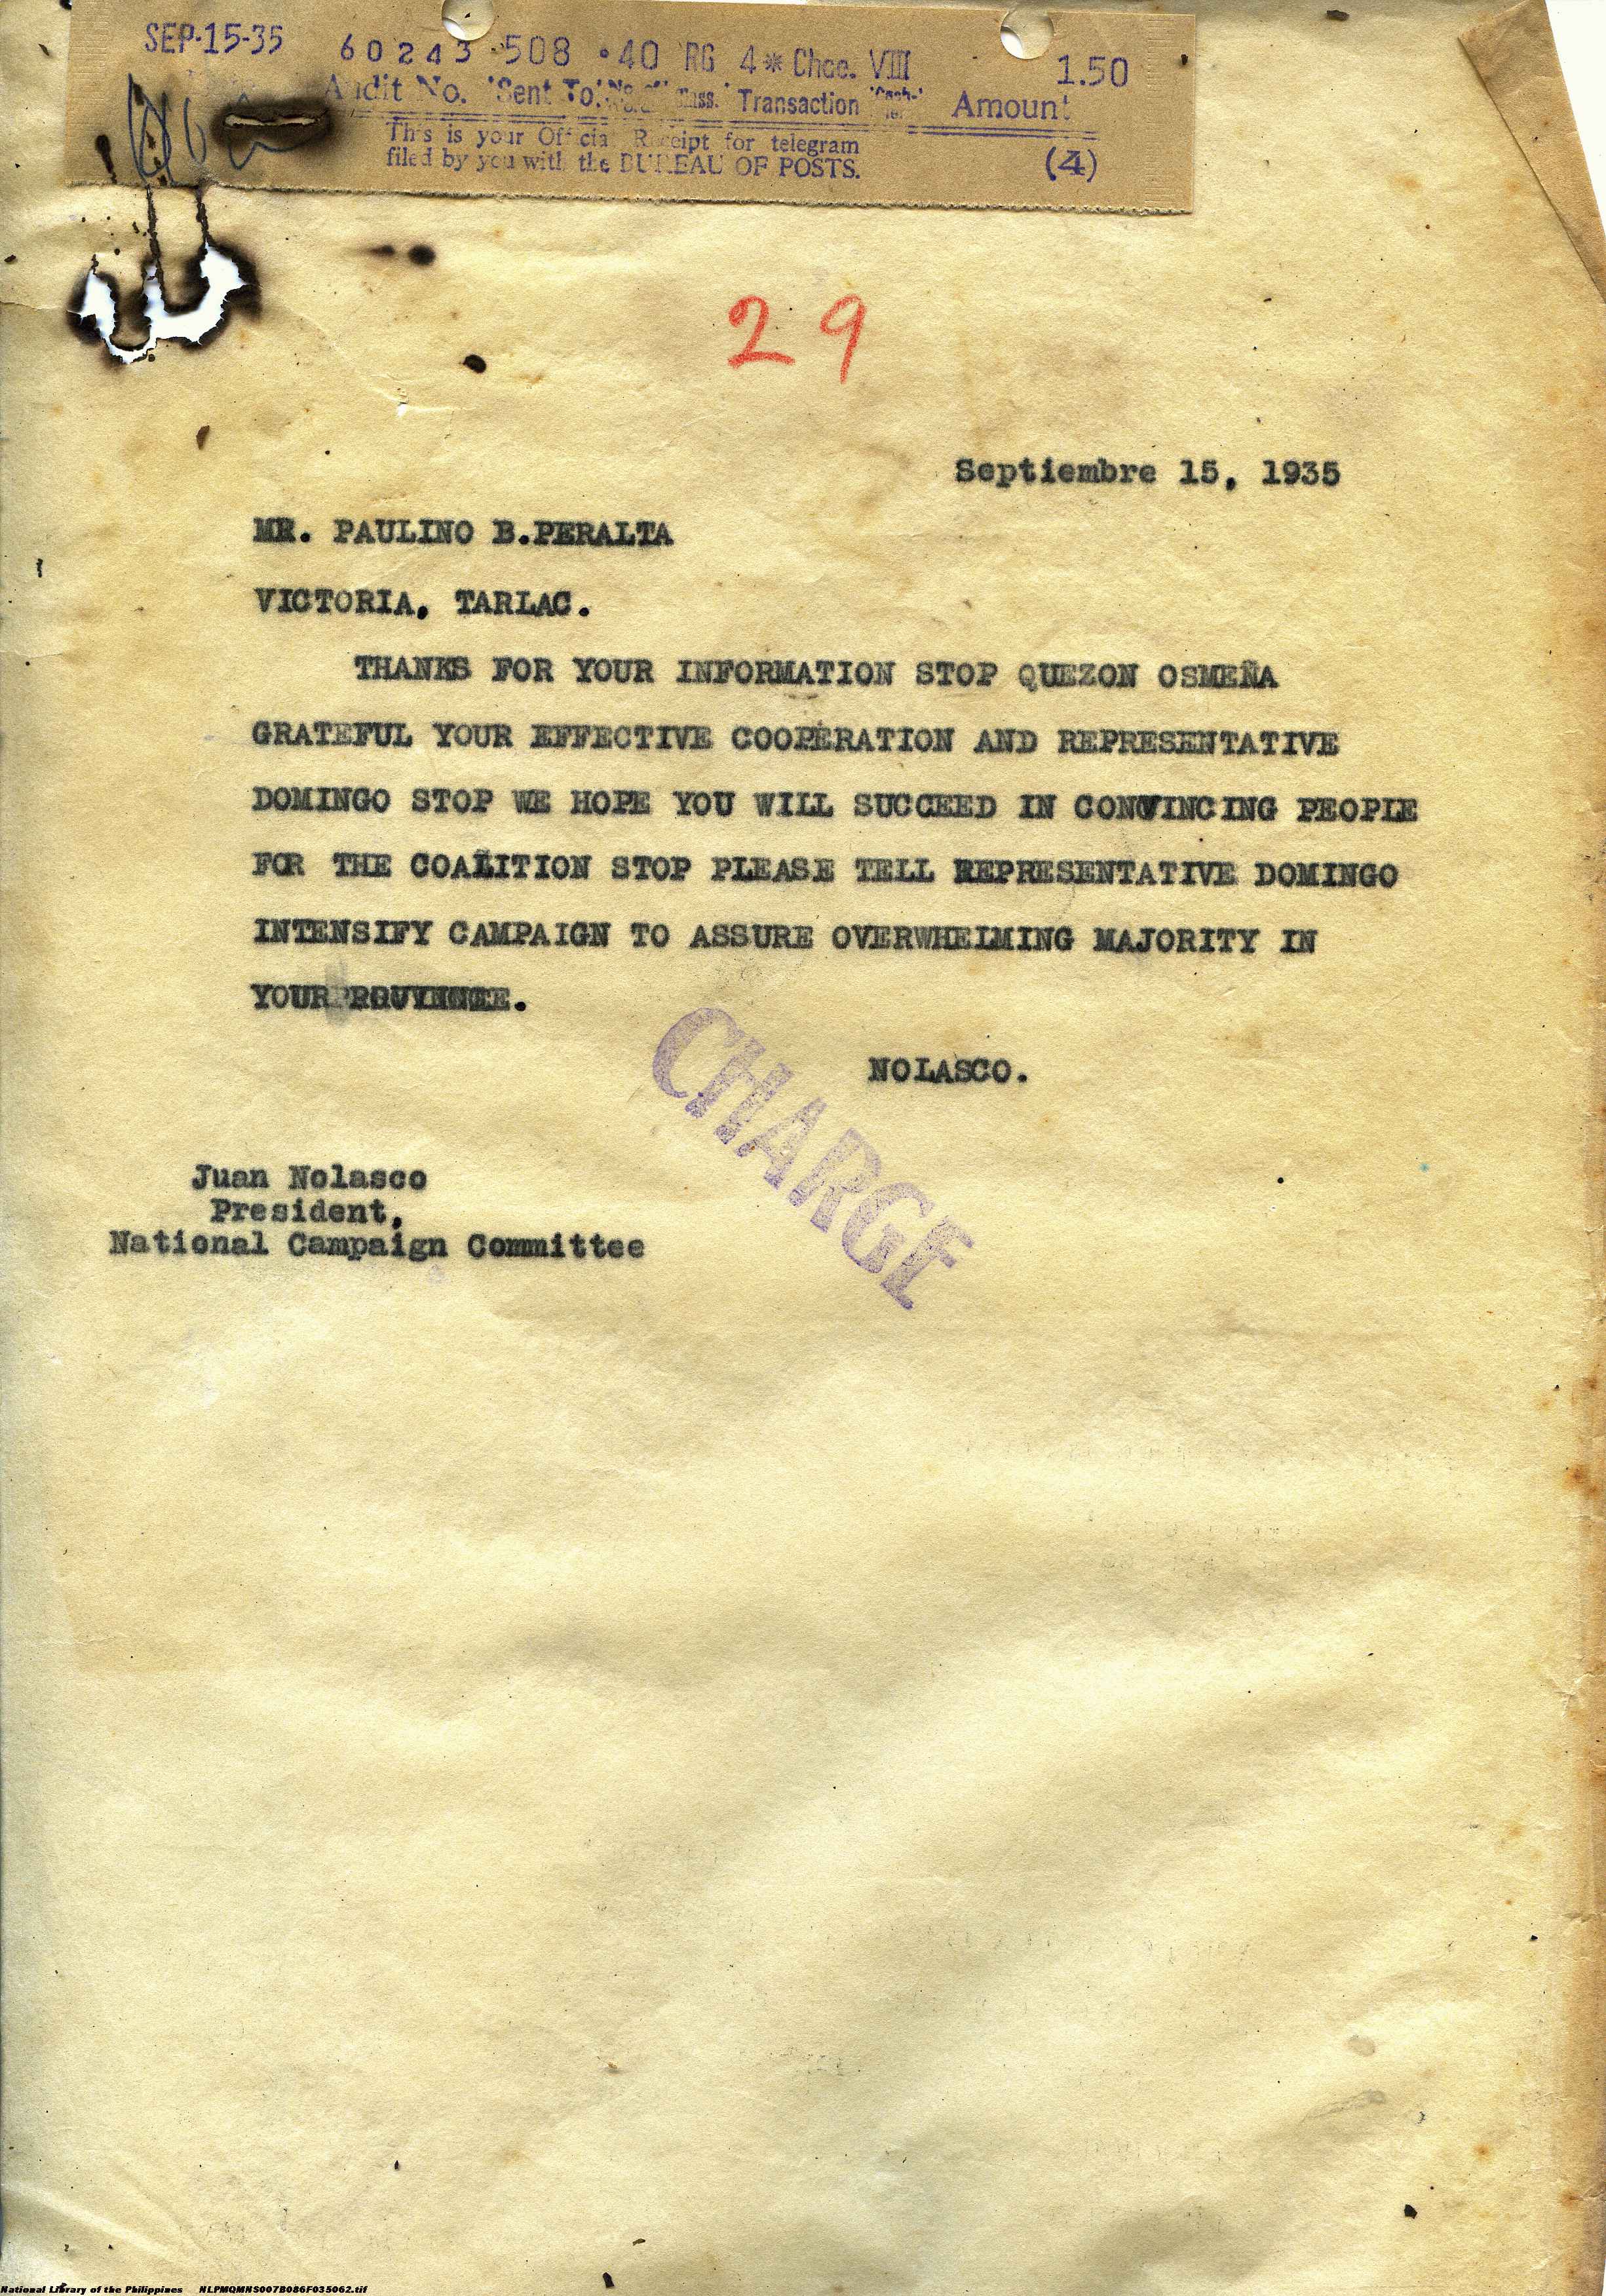 SEP-15-35 60243 508 .40 RG 4* Chge. VIII 1.50
Audit No. Sent To Class. Transaction Amount
This is your Official Receipt for telegram
filed by you with the BUREAU OF POSTS. (4)
29
Septiembre 15, 1935
MR. PAULINO B.PERALTA
VICTORIA, TARLAC.
THANKS FOR YOUR INFORMATION STOP QUEZON OSMEÑA
GRATEFUL YOUR EFFECTIVE COOPERATION AND REPRESENTATIVE
DOMINGO STOP WE HOPE YOU WILL SUCCEED IN CONVINCING PEOPLE
FOR THE COALITION STOP PLEASE TELL REPRESENTATIVE DOMINGO
INTENSIFY CAMPAIGN TO ASSURE OVERWHELMING MAJORITY IN
YOUR PROVINCE.
NOLASCO.
CHARGE
Juan Nolasco
President,
National Campaign Committee
National Library of the Philippines NLPMQMNS007B086F035062.tif